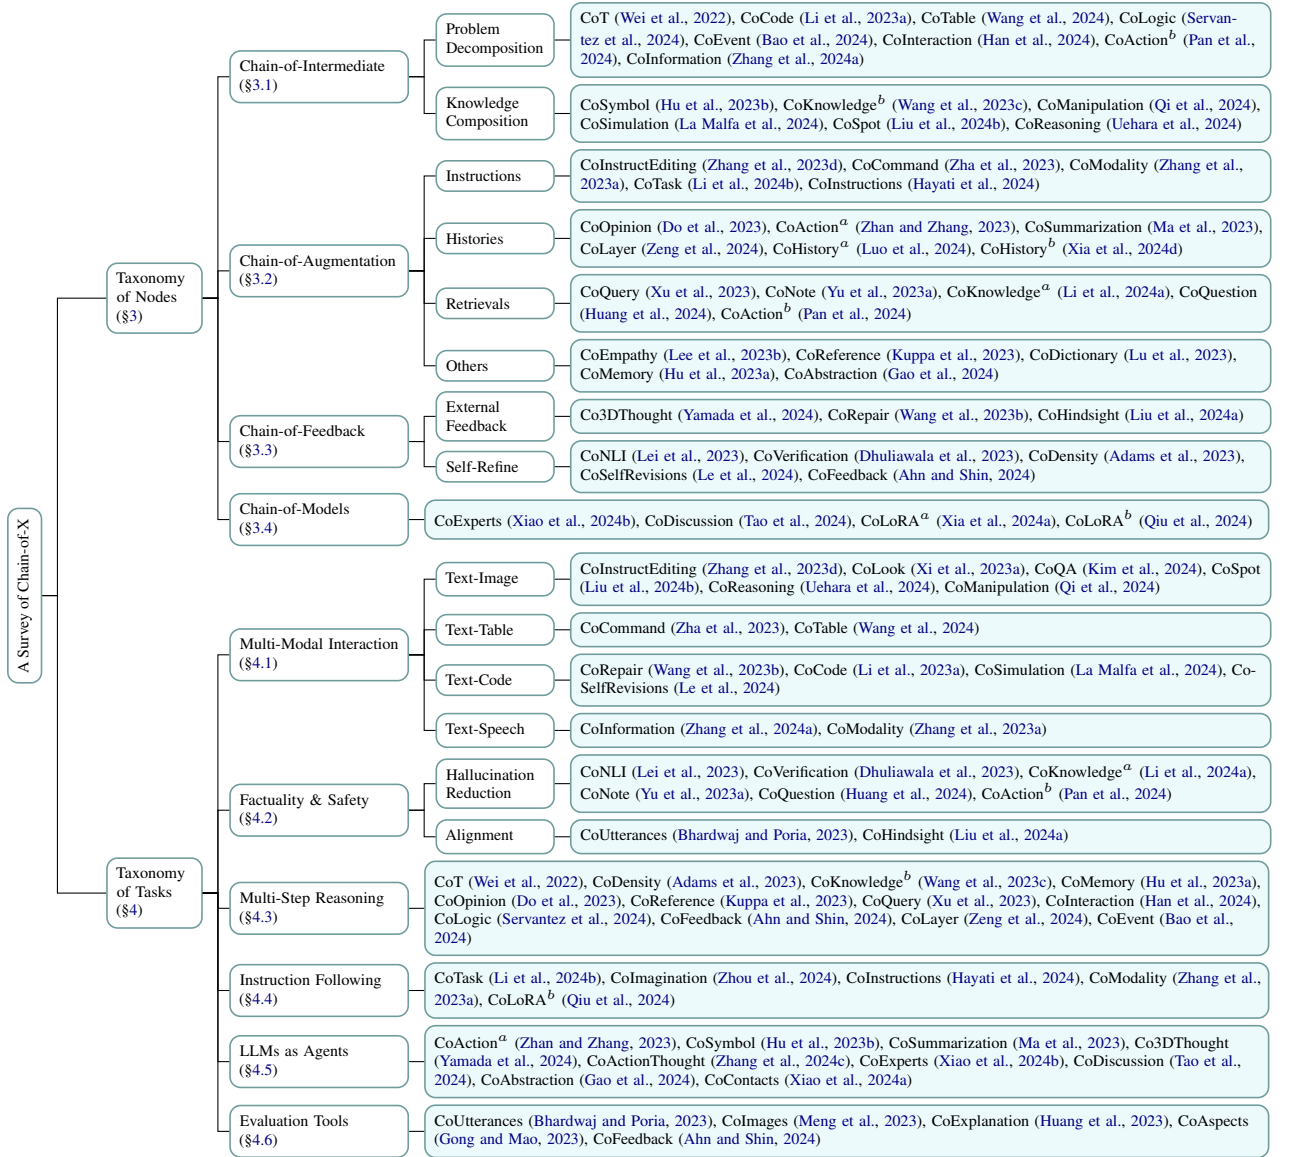 A Survey of Chain-of-X
Taxonomy
of Nodes
(§3)
Chain-of-Intermediate
(§3.1)
Problem
Decomposition
CoT (Wei et al., 2022), CoCode (Li et al., 2023a), CoTable (Wang et al., 2024), CoLogic (Servan-
tez et al., 2024), CoEvent (Bao et al., 2024), CoInteraction (Han et al., 2024), CoAction^b (Pan et al.,
2024), CoInformation (Zhang et al., 2024a)
Knowledge
Composition
CoSymbol (Hu et al., 2023b), CoKnowledge^b (Wang et al., 2023c), CoManipulation (Qi et al., 2024),
CoSimulation (La Malfa et al., 2024), CoSpot (Liu et al., 2024b), CoReasoning (Uehara et al., 2024)
Chain-of-Augmentation
(§3.2)
Instructions
CoInstructEditing (Zhang et al., 2023d), CoCommand (Zha et al., 2023), CoModality (Zhang et al.,
2023a), CoTask (Li et al., 2024b), CoInstructions (Hayati et al., 2024)
Histories
CoOpinion (Do et al., 2023), CoAction^a (Zhan and Zhang, 2023), CoSummarization (Ma et al., 2023),
CoLayer (Zeng et al., 2024), CoHistory^a (Luo et al., 2024), CoHistory^b (Xia et al., 2024d)
Retrievals
CoQuery (Xu et al., 2023), CoNote (Yu et al., 2023a), CoKnowledge^a (Li et al., 2024a), CoQuestion
(Huang et al., 2024), CoAction^b (Pan et al., 2024)
Others
CoEmpathy (Lee et al., 2023b), CoReference (Kuppa et al., 2023), CoDictionary (Lu et al., 2023),
CoMemory (Hu et al., 2023a), CoAbstraction (Gao et al., 2024)
Chain-of-Feedback
(§3.3)
External
Feedback
Co3DThought (Yamada et al., 2024), CoRepair (Wang et al., 2023b), CoHindsight (Liu et al., 2024a)
Self-Refine
CoNLI (Lei et al., 2023), CoVerification (Dhuliawala et al., 2023), CoDensity (Adams et al., 2023),
CoSelfRevisions (Le et al., 2024), CoFeedback (Ahn and Shin, 2024)
Chain-of-Models
(§3.4)
CoExperts (Xiao et al., 2024b), CoDiscussion (Tao et al., 2024), CoLoRA^a (Xia et al., 2024a), CoLoRA^b (Qiu et al., 2024)
Taxonomy
of Tasks
(§4)
Multi-Modal Interaction
(§4.1)
Text-Image
CoInstructEditing (Zhang et al., 2023d), CoLook (Xi et al., 2023a), CoQA (Kim et al., 2024), CoSpot
(Liu et al., 2024b), CoReasoning (Uehara et al., 2024), CoManipulation (Qi et al., 2024)
Text-Table
CoCommand (Zha et al., 2023), CoTable (Wang et al., 2024)
Text-Code
CoRepair (Wang et al., 2023b), CoCode (Li et al., 2023a), CoSimulation (La Malfa et al., 2024), Co-
SelfRevisions (Le et al., 2024)
Text-Speech
CoInformation (Zhang et al., 2024a), CoModality (Zhang et al., 2023a)
Factuality & Safety
(§4.2)
Hallucination
Reduction
CoNLI (Lei et al., 2023), CoVerification (Dhuliawala et al., 2023), CoKnowledge^a (Li et al., 2024a),
CoNote (Yu et al., 2023a), CoQuestion (Huang et al., 2024), CoAction^b (Pan et al., 2024)
Alignment
CoUtterances (Bhardwaj and Poria, 2023), CoHindsight (Liu et al., 2024a)
Multi-Step Reasoning
(§4.3)
CoT (Wei et al., 2022), CoDensity (Adams et al., 2023), CoKnowledge^b (Wang et al., 2023c), CoMemory (Hu et al., 2023a),
CoOpinion (Do et al., 2023), CoReference (Kuppa et al., 2023), CoQuery (Xu et al., 2023), CoInteraction (Han et al., 2024),
CoLogic (Servantez et al., 2024), CoFeedback (Ahn and Shin, 2024), CoLayer (Zeng et al., 2024), CoEvent (Bao et al.,
2024)
Instruction Following
(§4.4)
CoTask (Li et al., 2024b), CoImagination (Zhou et al., 2024), CoInstructions (Hayati et al., 2024), CoModality (Zhang et al.,
2023a), CoLoRA^b (Qiu et al., 2024)
LLMs as Agents
(§4.5)
CoAction^a (Zhan and Zhang, 2023), CoSymbol (Hu et al., 2023b), CoSummarization (Ma et al., 2023), Co3DThought
(Yamada et al., 2024), CoActionThought (Zhang et al., 2024c), CoExperts (Xiao et al., 2024b), CoDiscussion (Tao et al.,
2024), CoAbstraction (Gao et al., 2024), CoContacts (Xiao et al., 2024a)
Evaluation Tools
(§4.6)
CoUtterances (Bhardwaj and Poria, 2023), CoImages (Meng et al., 2023), CoExplanation (Huang et al., 2023), CoAspects
(Gong and Mao, 2023), CoFeedback (Ahn and Shin, 2024)